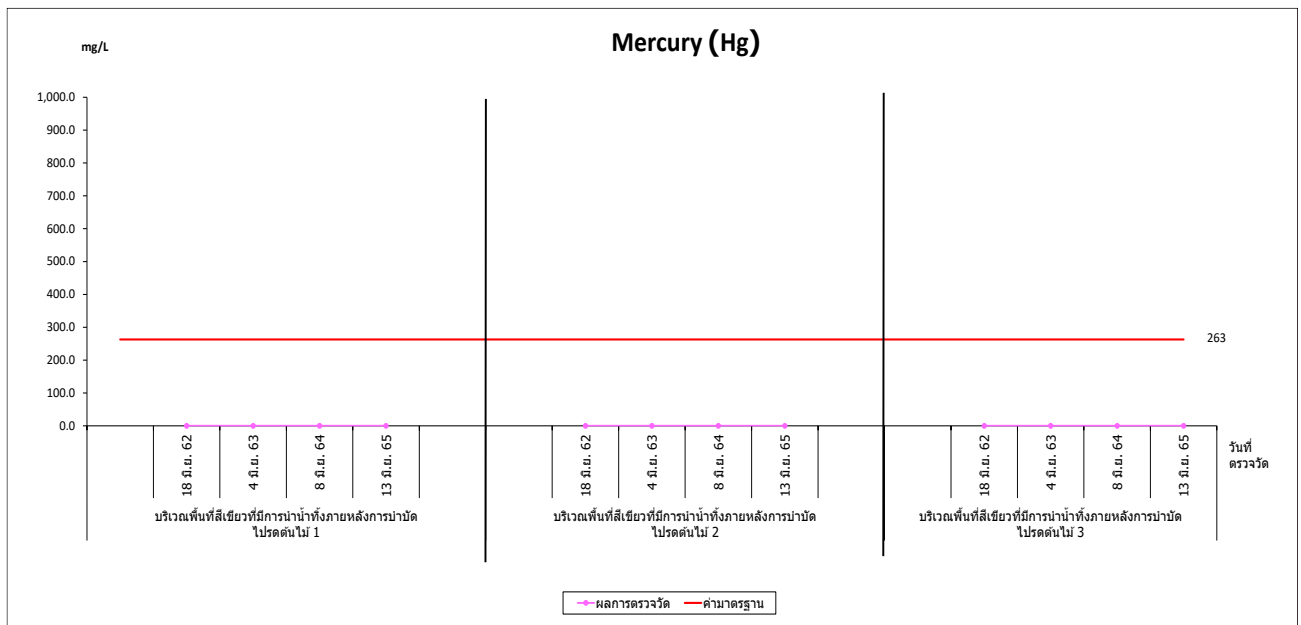 Mercury (Hg)
mg/L
1,000.0
900.0
800.0
700.0
600.0
500.0
400.0
300.0
200.0
100.0
0.0
263
18 มิ.ย. 62
4 มิ.ย. 63
8 มิ.ย. 64
13 มิ.ย. 65
18 มิ.ย. 62
4 มิ.ย. 63
8 มิ.ย. 64
13 มิ.ย. 65
18 มิ.ย. 62
4 มิ.ย. 63
8 มิ.ย. 64
13 มิ.ย. 65
วันที่
ตรวจวัด
บริเวณพื้นที่สีเขียวที่มีการนำน้ำทิ้งภายหลังการบำบัด
ไปรดต้นไม้ 1
บริเวณพื้นที่สีเขียวที่มีการนำน้ำทิ้งภายหลังการบำบัด
ไปรดต้นไม้ 2
บริเวณพื้นที่สีเขียวที่มีการนำน้ำทิ้งภายหลังการบำบัด
ไปรดต้นไม้ 3
ผลการตรวจวัด
ค่ามาตรฐาน